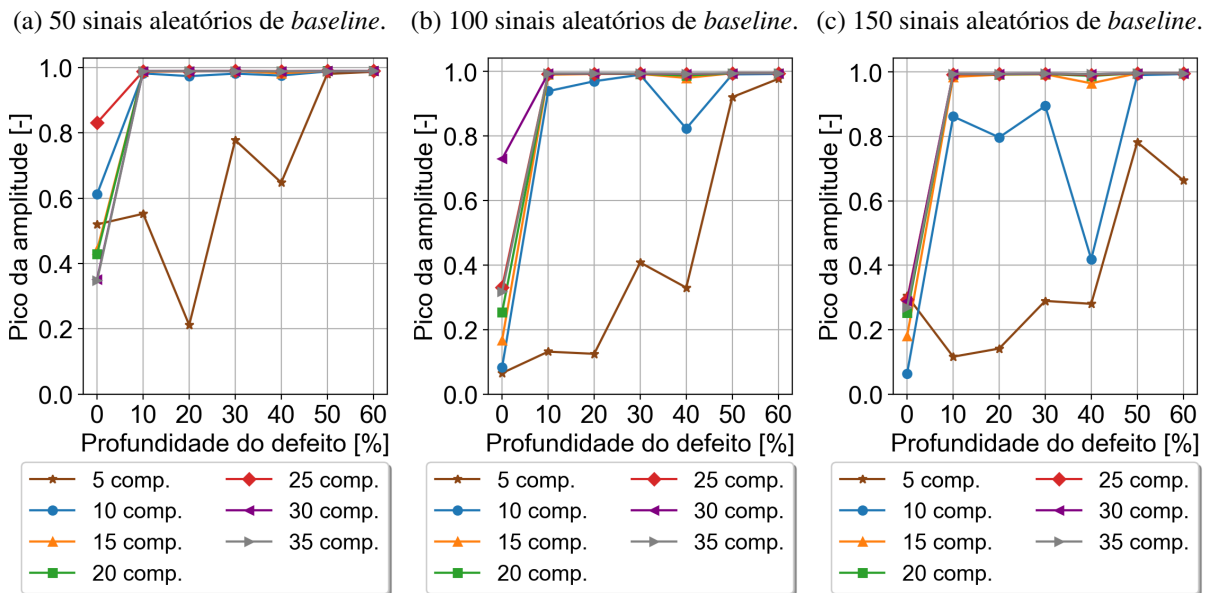 (a) 50 sinais aleatórios de baseline.
(b) 100 sinais aleatórios de baseline.
(c) 150 sinais aleatórios de baseline.
Pico da amplitude [-]
1.0
0.8
0.6
0.4
0.2
0.0
0 10 20 30 40 50 60
Profundidade do defeito [%]
5 comp.
10 comp.
15 comp.
20 comp.
25 comp.
30 comp.
35 comp.
Pico da amplitude [-]
1.0
0.8
0.6
0.4
0.2
0.0
0 10 20 30 40 50 60
Profundidade do defeito [%]
5 comp.
10 comp.
15 comp.
20 comp.
25 comp.
30 comp.
35 comp.
Pico da amplitude [-]
1.0
0.8
0.6
0.4
0.2
0.0
0 10 20 30 40 50 60
Profundidade do defeito [%]
5 comp.
10 comp.
15 comp.
20 comp.
25 comp.
30 comp.
35 comp.